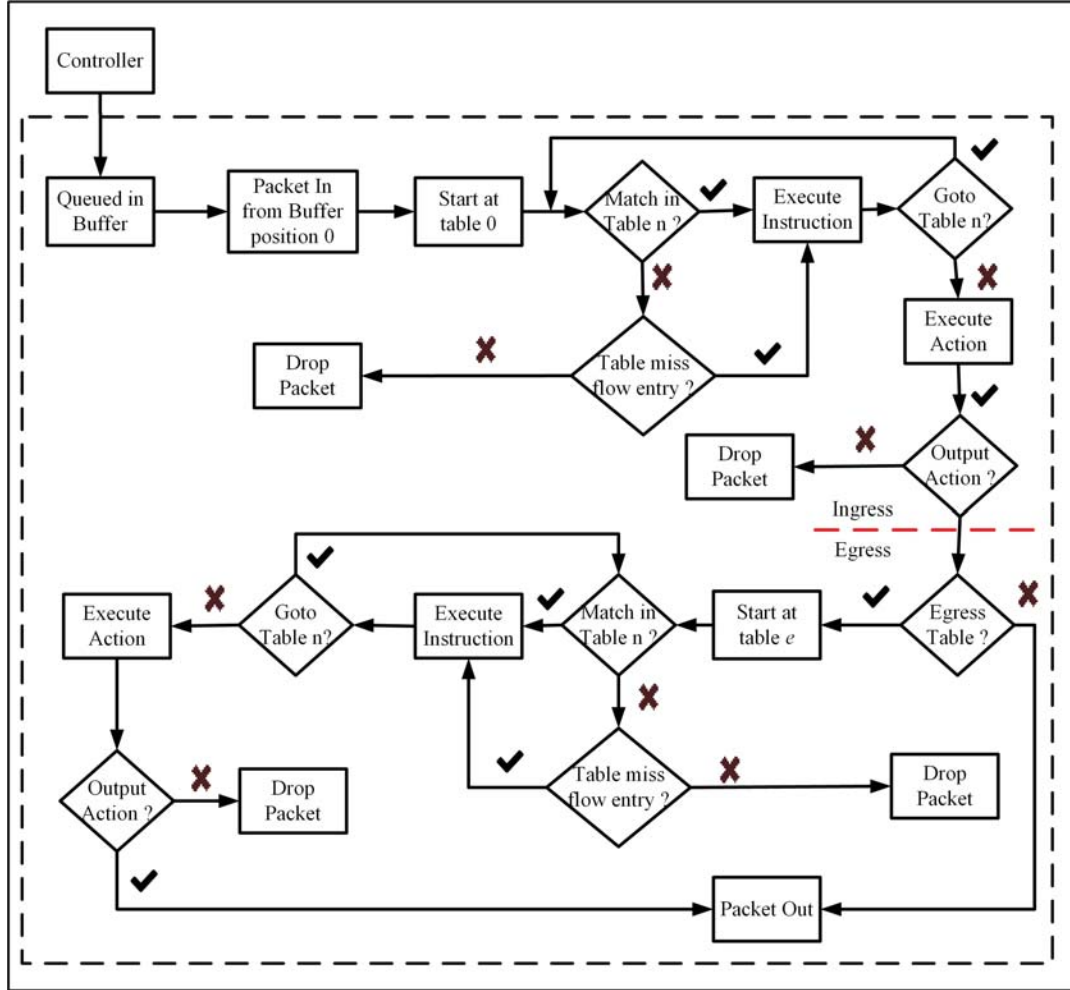 Controller
Queued in
Buffer
Packet In
from Buffer
position 0
Start at
table 0
Match in
Table n ?
Execute
Instruction
Goto
Table n?
Execute
Action
Drop
Packet
Table miss
flow entry ?
Drop
Packet
Output
Action ?
Ingress
Egress
Execute
Action
Goto
Table n?
Execute
Instruction
Match in
Table n ?
Start at
table e
Egress
Table ?
Output
Action ?
Drop
Packet
Table miss
flow entry ?
Drop
Packet
Packet Out